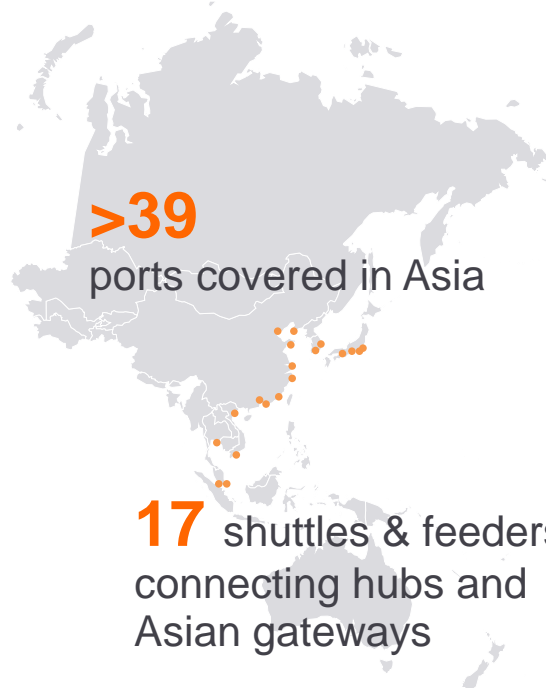 >39
ports covered in Asia
17 shuttles & feeders
connecting hubs and
Asian gateways